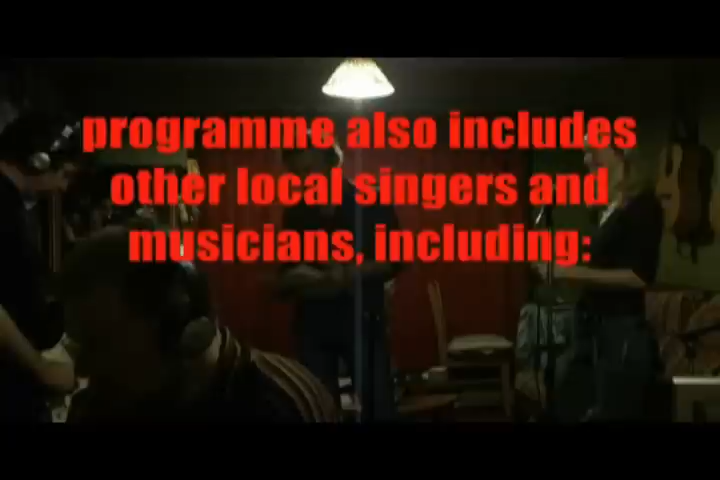 programme also includes
other local singers and
musicians, including: